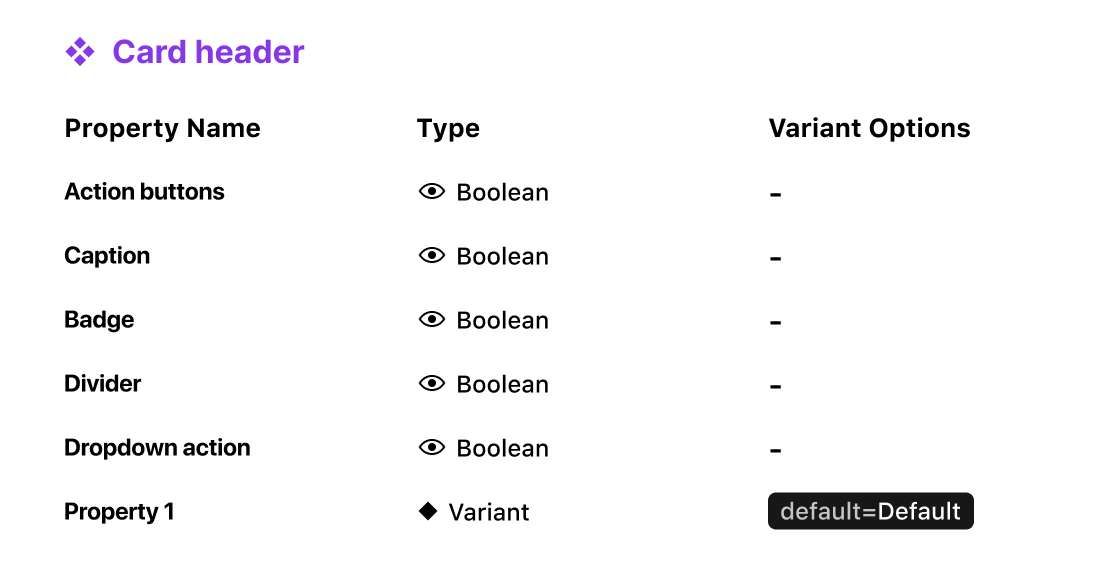 Card header
Property Name Type Variant Options
Action buttons Boolean -
Caption Boolean -
Badge Boolean -
Divider Boolean -
Dropdown action Boolean -
Property 1 Variant default=Default